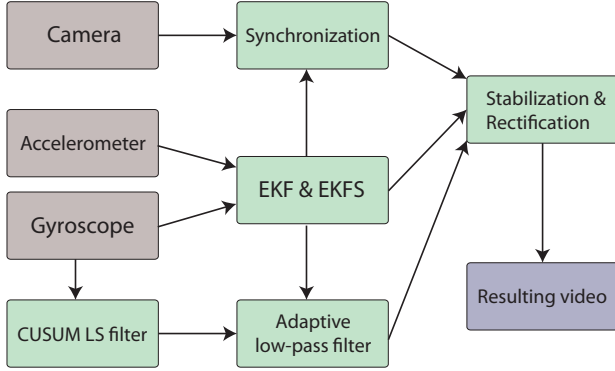 Camera
Synchronization
Stabilization &
Rectification
Accelerometer
EKF & EKFS
Gyroscope
Resulting video
CUSUM LS filter
Adaptive
low-pass filter